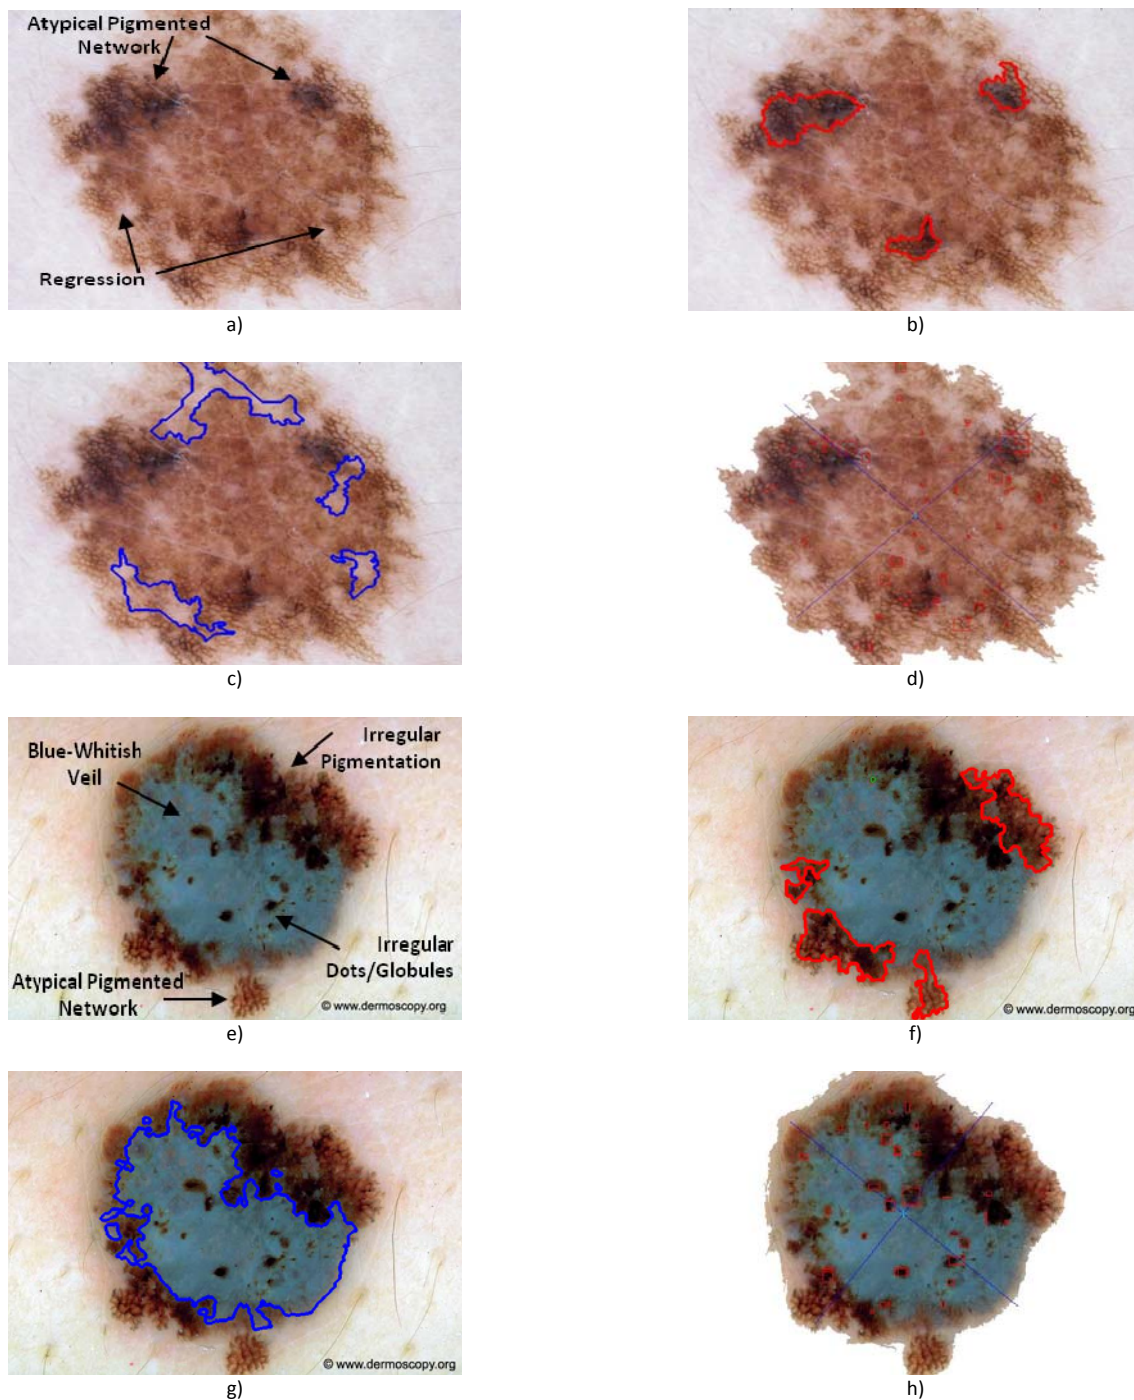 Atypical Pigmented
Network
Regression
a)
b)
c)
d)
Blue-Whitish
Veil
Irregular
Pigmentation
Irregular
Dots/Globules
Atypical Pigmented
Network
© www.dermoscopy.org
e)
© www.dermoscopy.org
f)
© www.dermoscopy.org
g)
h)